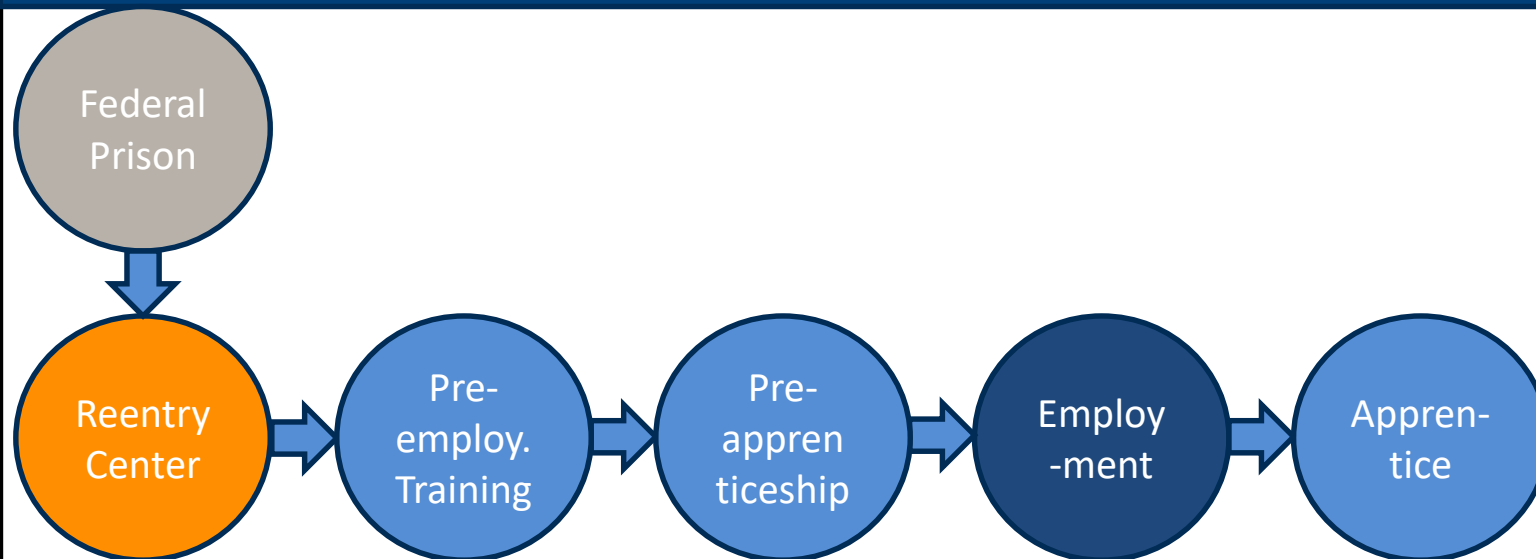 Federal
Prison
Reentry
Center
Pre-
employ.
Training
Pre-
appren
ticeship
Employ
-ment
Appren-
tice